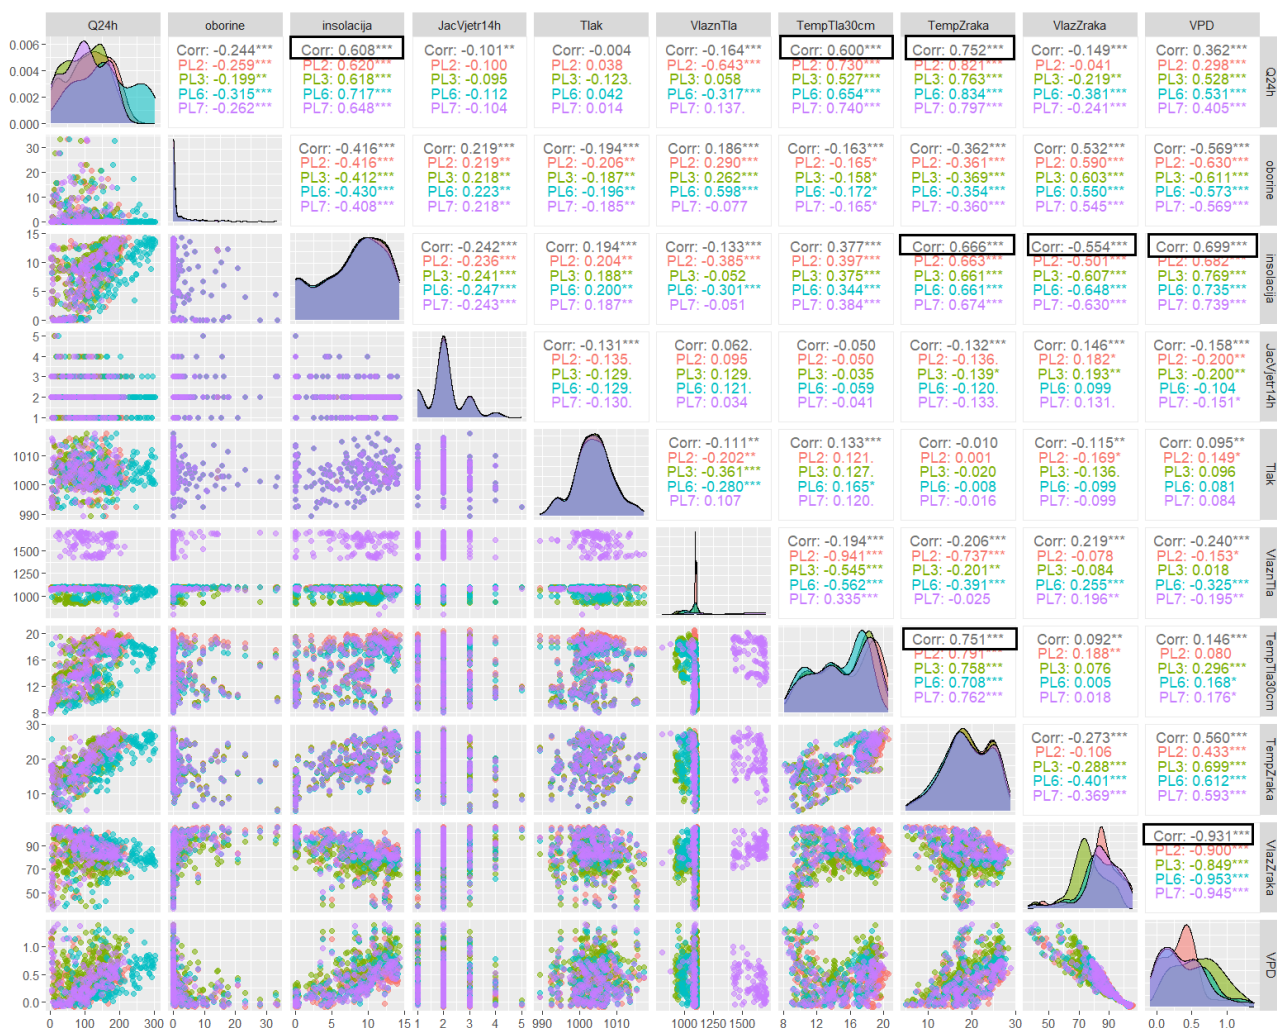 Q24h oborine insolacija JacVjetr14h Tlak VlaznTla TempTla30cm TempZraka VlazZraka VPD
0.006 0.004 0.002 0.000
Corr: -0.244*** Corr: 0.608*** Corr: -0.101** Corr: -0.004 Corr: -0.164*** Corr: 0.600*** Corr: 0.752*** Corr: -0.149*** Corr: 0.362***
PL2: -0.259*** PL2: 0.620*** PL2: -0.100 PL2: 0.038 PL2: -0.643*** PL2: 0.730*** PL2: 0.821*** PL2: -0.041 PL2: 0.298***
PL3: -0.199** PL3: 0.618*** PL3: -0.095 PL3: -0.123. PL3: 0.058 PL3: 0.527*** PL3: 0.763*** PL3: -0.219** PL3: 0.528***
PL6: -0.315*** PL6: 0.717*** PL6: -0.112 PL6: 0.042 PL6: -0.317*** PL6: 0.654*** PL6: 0.834*** PL6: -0.381*** PL6: 0.531***
PL7: -0.262*** PL7: 0.648*** PL7: -0.104 PL7: 0.014 PL7: 0.137. PL7: 0.740*** PL7: 0.797*** PL7: -0.241*** PL7: 0.405***
Q24h
30 20 10 0
Corr: -0.416*** Corr: 0.219*** Corr: -0.194*** Corr: 0.186*** Corr: -0.163*** Corr: -0.362*** Corr: 0.532*** Corr: -0.569***
PL2: -0.416*** PL2: 0.219** PL2: -0.206** PL2: 0.290*** PL2: -0.165* PL2: -0.361*** PL2: 0.590*** PL2: -0.630***
PL3: -0.412*** PL3: 0.218** PL3: -0.187** PL3: 0.262*** PL3: -0.158* PL3: -0.369*** PL3: 0.603*** PL3: -0.611***
PL6: -0.430*** PL6: 0.223** PL6: -0.196** PL6: 0.598*** PL6: -0.172* PL6: -0.354*** PL6: 0.550*** PL6: -0.573***
PL7: -0.408*** PL7: 0.218** PL7: -0.185** PL7: -0.077 PL7: -0.165* PL7: -0.360*** PL7: 0.545*** PL7: -0.569***
oborine
15 10 5 0
Corr: -0.242*** Corr: 0.194*** Corr: -0.133*** Corr: 0.377*** Corr: 0.666*** Corr: -0.554*** Corr: 0.699***
PL2: -0.236*** PL2: 0.204** PL2: -0.385*** PL2: 0.397*** PL2: 0.663*** PL2: -0.501*** PL2: 0.682***
PL3: -0.241*** PL3: 0.188** PL3: -0.052 PL3: 0.375*** PL3: 0.661*** PL3: -0.607*** PL3: 0.769***
PL6: -0.247*** PL6: 0.200** PL6: -0.301*** PL6: 0.344*** PL6: 0.661*** PL6: -0.648*** PL6: 0.735***
PL7: -0.243*** PL7: 0.187** PL7: -0.051 PL7: 0.384*** PL7: 0.674*** PL7: -0.630*** PL7: 0.739***
insolacija
5 4 3 2 1
Corr: -0.131*** Corr: 0.062. Corr: -0.050 Corr: -0.132*** Corr: 0.146*** Corr: -0.158***
PL2: -0.135. PL2: 0.095 PL2: -0.050 PL2: -0.136. PL2: 0.182* PL2: -0.200**
PL3: -0.129. PL3: 0.129. PL3: -0.035 PL3: -0.139* PL3: 0.193** PL3: -0.200**
PL6: -0.129. PL6: 0.121. PL6: -0.059 PL6: -0.120. PL6: 0.099 PL6: -0.104
PL7: -0.130. PL7: 0.034 PL7: -0.041 PL7: -0.133. PL7: 0.131. PL7: -0.151*
JacVjetr14h
1010 1000 990
Corr: -0.111** Corr: 0.133*** Corr: -0.010 Corr: -0.115** Corr: 0.095**
PL2: -0.202** PL2: 0.121. PL2: 0.001 PL2: -0.169* PL2: 0.149*
PL3: -0.361*** PL3: 0.127. PL3: -0.020 PL3: -0.136. PL3: 0.096
PL6: -0.280*** PL6: 0.165* PL6: -0.008 PL6: -0.099 PL6: 0.081
PL7: 0.107 PL7: 0.120. PL7: -0.016 PL7: -0.099 PL7: 0.084
Tlak
1500 1250 1000
Corr: -0.194*** Corr: -0.206*** Corr: 0.219*** Corr: -0.240***
PL2: -0.941*** PL2: -0.737*** PL2: -0.078 PL2: -0.153*
PL3: -0.545*** PL3: -0.201** PL3: -0.084 PL3: 0.018
PL6: -0.562*** PL6: -0.391*** PL6: 0.255*** PL6: -0.325***
PL7: 0.335*** PL7: -0.025 PL7: 0.196** PL7: -0.195**
VlaznTla
20 16 12 8
Corr: 0.751*** Corr: 0.092** Corr: 0.146***
PL2: 0.791*** PL2: 0.188** PL2: 0.080
PL3: 0.758*** PL3: 0.076 PL3: 0.296***
PL6: 0.708*** PL6: 0.005 PL6: 0.168*
PL7: 0.762*** PL7: 0.018 PL7: 0.176*
TempTla30cm
30 20 10
Corr: -0.273*** Corr: 0.560***
PL2: -0.106 PL2: 0.433***
PL3: -0.288*** PL3: 0.699***
PL6: -0.401*** PL6: 0.612***
PL7: -0.369*** PL7: 0.593***
TempZraka
90 70 50
Corr: -0.931***
PL2: -0.900***
PL3: -0.849***
PL6: -0.953***
PL7: -0.945***
VlazZraka
1.0 0.5 0.0
VPD
0 100 200 300 0 10 20 30 0 5 10 15 1 2 3 4 5 990 1000 1010 1000 1250 1500 8 12 16 20 10 20 30 50 70 90 0.0 0.5 1.0